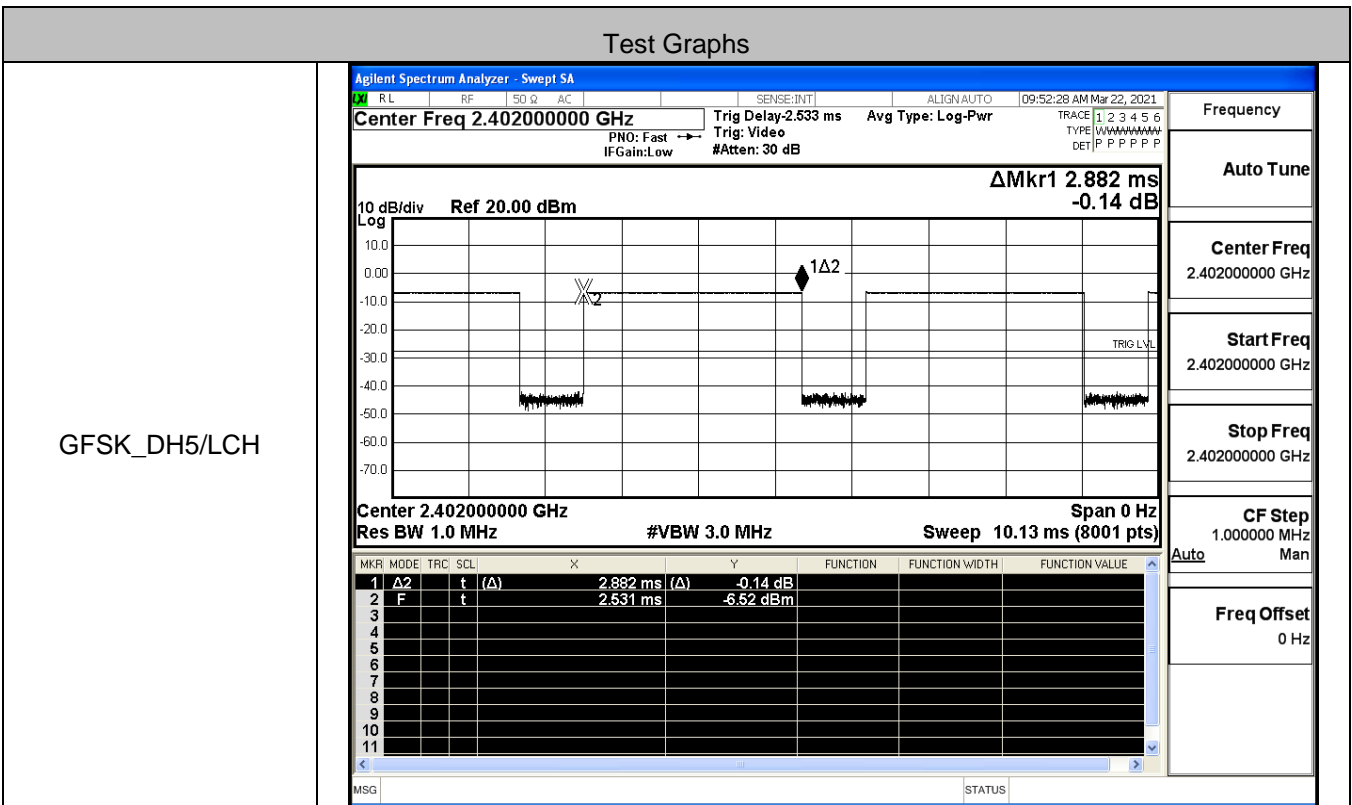 Test Graphs
GFSK_DH5/LCH
Agilent Spectrum Analyzer - Swept SA
LXI RL RF 50 Ω AC SENSE:INT ALIGN AUTO 09:52:28 AM Mar 22, 2021
Center Freq 2.402000000 GHz Trig Delay-2.533 ms Avg Type: Log-Pwr TRACE 1 2 3 4 5 6
PNO: Fast Trig: Video TYPE WWWWWW
IFGain:Low #Atten: 30 dB DET P P P P P P
ΔMkr1 2.882 ms
-0.14 dB
10 dB/div Ref 20.00 dBm
Log
10.0
0.00
-10.0
-20.0
-30.0
-40.0
-50.0
-60.0
-70.0
1Δ2
2
TRIG LVL
Center 2.402000000 GHz Span 0 Hz
Res BW 1.0 MHz #VBW 3.0 MHz Sweep 10.13 ms (8001 pts)
MKR MODE TRC SCL X Y FUNCTION FUNCTION WIDTH FUNCTION VALUE
1 Δ2 t (Δ) 2.882 ms (Δ) -0.14 dB
2 F t 2.531 ms -6.52 dBm
3
4
5
6
7
8
9
10
11
MSG STATUS
Frequency
Auto Tune
Center Freq
2.402000000 GHz
Start Freq
2.402000000 GHz
Stop Freq
2.402000000 GHz
CF Step
1.000000 MHz
Auto Man
Freq Offset
0 Hz